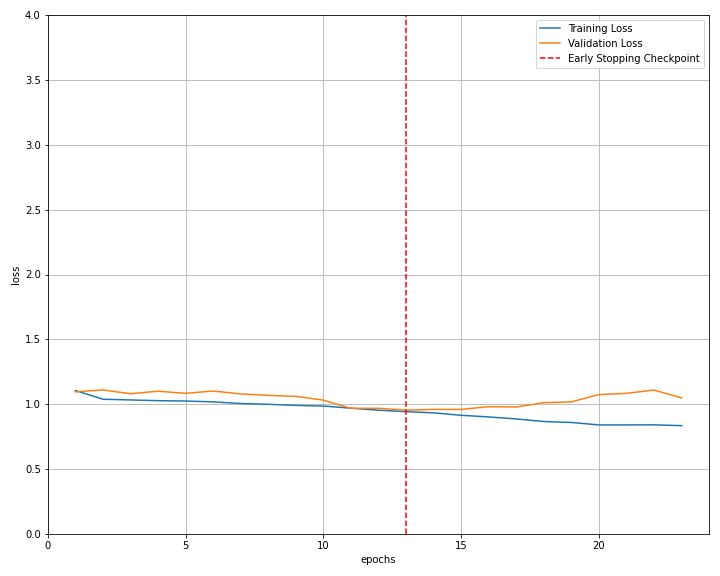 4.0
3.5
3.0
2.5
2.0
1.5
1.0
0.5
0.0
loss
0
5
10
15
20
epochs
Training Loss
Validation Loss
Early Stopping Checkpoint